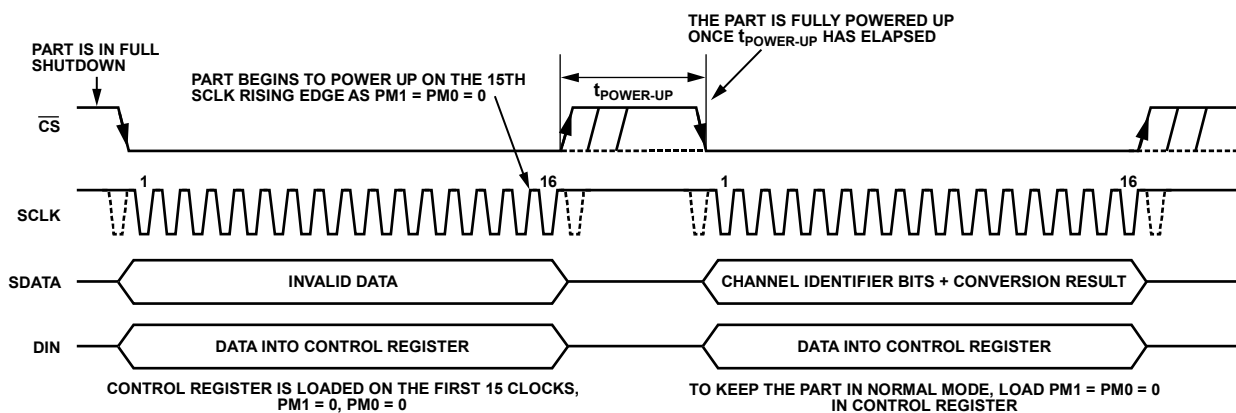 THE PART IS FULLY POWERED UP
ONCE tPOWER-UP HAS ELAPSED
PART IS IN FULL
SHUTDOWN
PART BEGINS TO POWER UP ON THE 15TH
SCLK RISING EDGE AS PM1 = PM0 = 0
tPOWER-UP
CS
1
16
1
16
SCLK
SDATA
INVALID DATA
CHANNEL IDENTIFIER BITS + CONVERSION RESULT
DIN
DATA INTO CONTROL REGISTER
DATA INTO CONTROL REGISTER
CONTROL REGISTER IS LOADED ON THE FIRST 15 CLOCKS,
PM1 = 0, PM0 = 0
TO KEEP THE PART IN NORMAL MODE, LOAD PM1 = PM0 = 0
IN CONTROL REGISTER